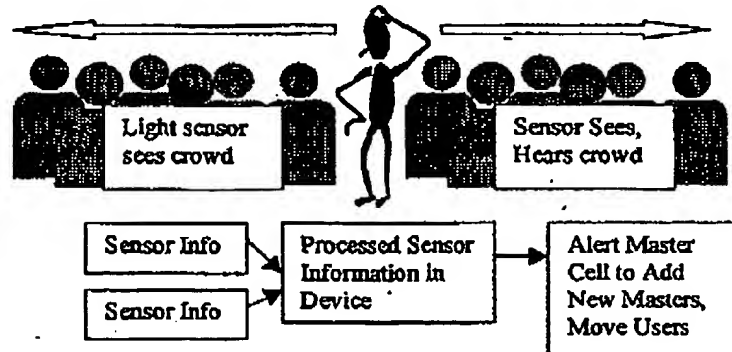 Light sensor
sees crowd
Sensor Sees,
Hears crowd
Sensor Info
Sensor Info
Processed Sensor
Information in
Device
Alert Master
Cell to Add
New Masters,
Move Users